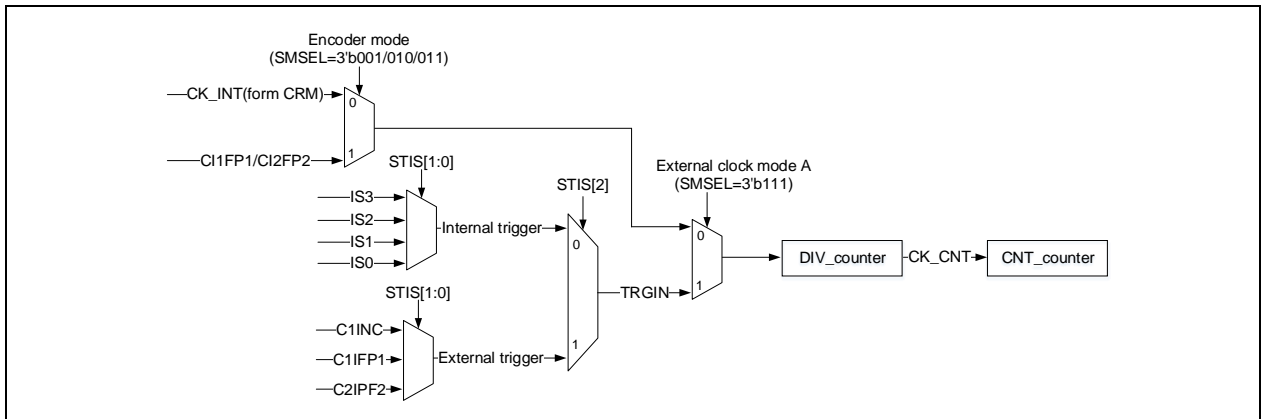 Encoder mode
(SMSEL=3'b001/010/011)
CK_INT(form CRM)
0
CI1FP1/CI2FP2
1
STIS[1:0]
IS3
IS2
IS1
IS0
Internal trigger
STIS[2]
0
External clock mode A
(SMSEL=3'b111)
0
DIV_counter
CK_CNT
CNT_counter
TRGIN
1
STIS[1:0]
C1INC
C1IFP1
C2IPF2
External trigger
1